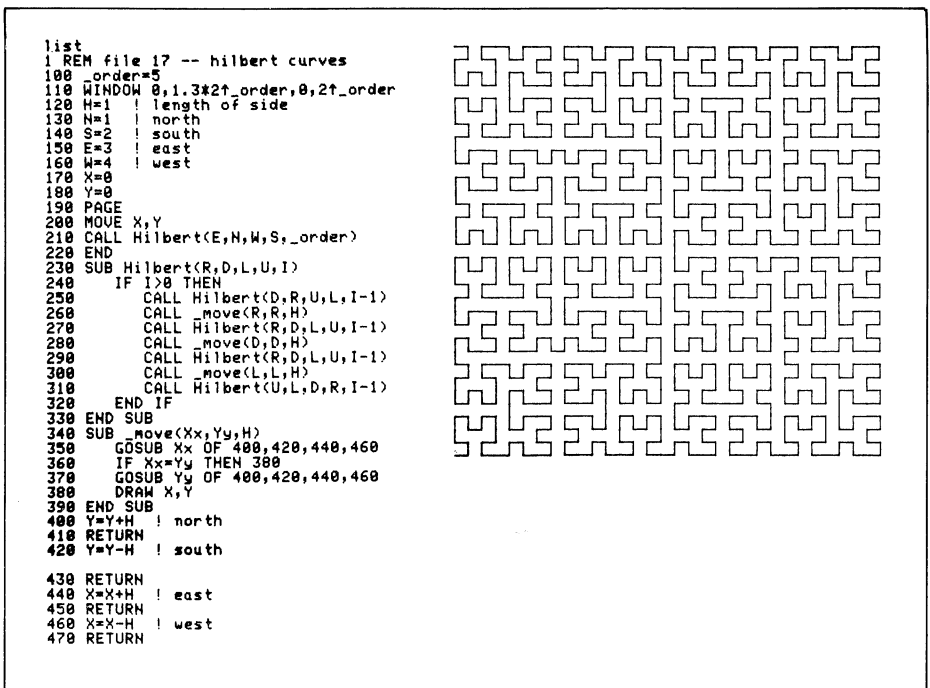 list
1 REM file 17 -- hilbert curves
100 _order=5
110 WINDOW 0,1.3*2↑_order,0,2↑_order
120 H=1 ! length of side
130 N=1 ! north
140 S=2 ! south
150 E=3 ! east
160 W=4 ! west
170 X=0
180 Y=0
190 PAGE
200 MOVE X,Y
210 CALL Hilbert(E,N,W,S,_order)
220 END
230 SUB Hilbert(R,D,L,U,I)
240 IF I>0 THEN
250 CALL Hilbert(D,R,U,L,I-1)
260 CALL _move(R,R,H)
270 CALL Hilbert(R,D,L,U,I-1)
280 CALL _move(D,D,H)
290 CALL Hilbert(R,D,L,U,I-1)
300 CALL _move(L,L,H)
310 CALL Hilbert(U,L,D,R,I-1)
320 END IF
330 END SUB
340 SUB _move(Xx,Yy,H)
350 GOSUB Xx OF 400,420,440,460
360 IF Xx=Yy THEN 380
370 GOSUB Yy OF 400,420,440,460
380 DRAW X,Y
390 END SUB
400 Y=Y+H ! north
410 RETURN
420 Y=Y-H ! south
430 RETURN
440 X=X+H ! east
450 RETURN
460 X=X-H ! west
470 RETURN